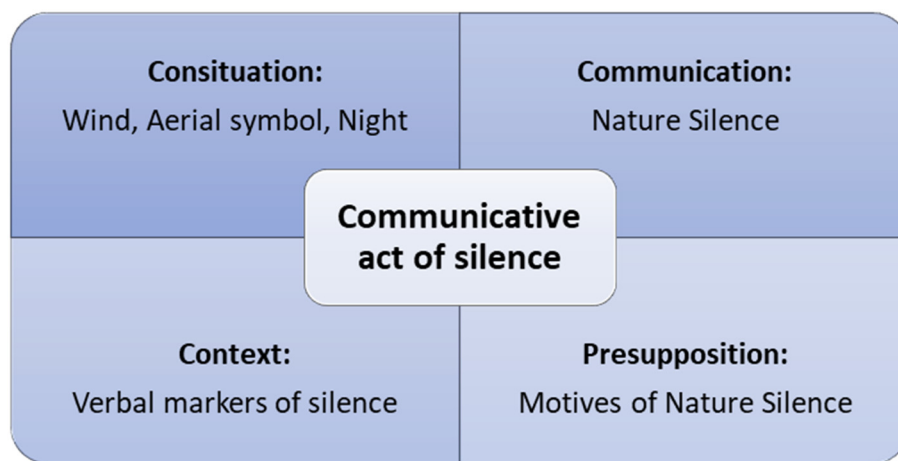 Consituation:
Wind, Aerial symbol, Night
Communication:
Nature Silence
Communicative
act of silence
Context:
Verbal markers of silence
Presupposition:
Motives of Nature Silence